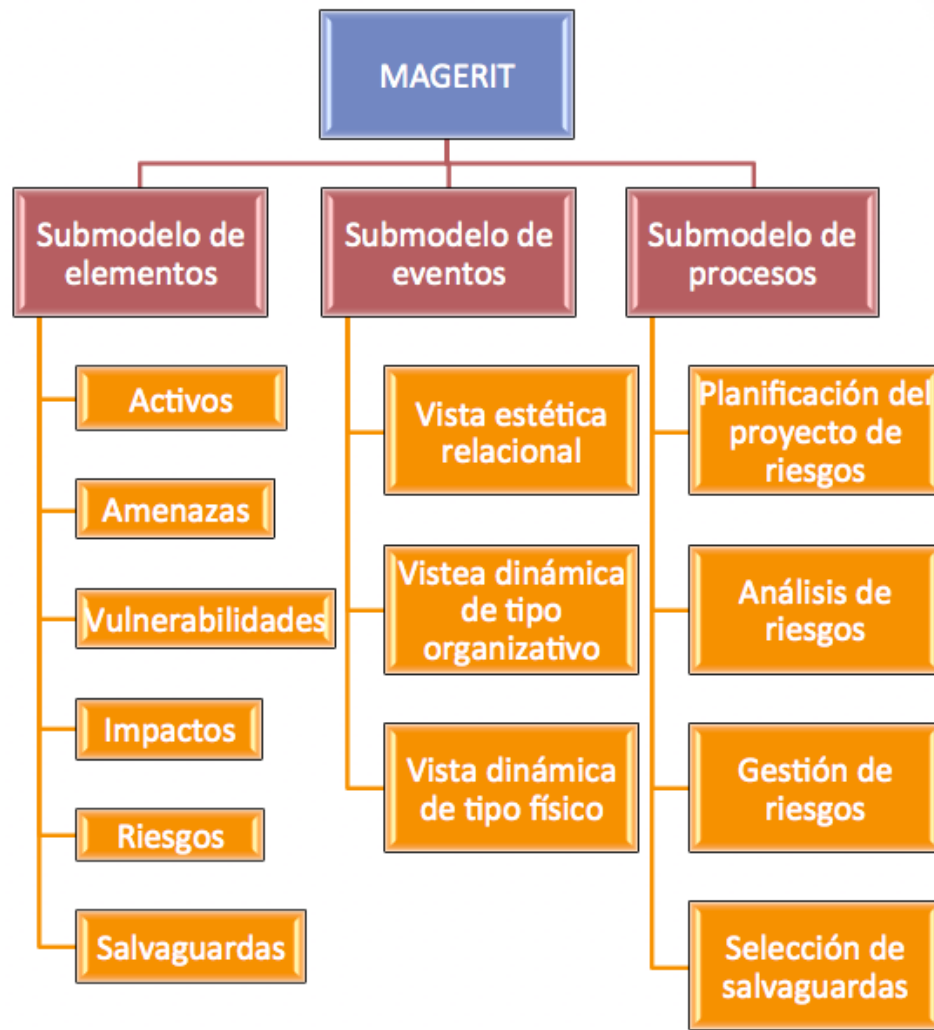 MAGERIT
Submodelo de
elementos
Activos
Amenazas
Vulnerabilidades
Impactos
Riesgos
Salvaguardas
Submodelo de
eventos
Vista estética
relacional
Vistea dinámica
de tipo
organizativo
Vista dinámica
de tipo físico
Submodelo de
procesos
Planificación del
proyecto de
riesgos
Análisis de
riesgos
Gestión de
riesgos
Selección de
salvaguardas